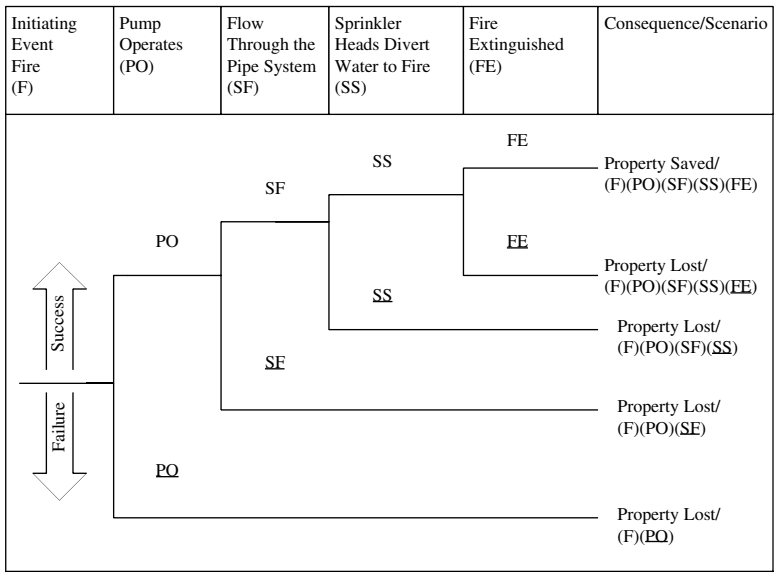 Initiating
Event
Fire
(F)
Pump
Operates
(PO)
Flow
Through the
Pipe System
(SF)
Sprinkler
Heads Divert
Water to Fire
(SS)
Fire
Extinguished
(FE)
Consequence/Scenario
FE
SS
Property Saved/
(F)(PO)(SF)(SS)(FE)
SF
PO
FE
Property Lost/
(F)(PO)(SF)(SS)(FE)
SS
Success
Property Lost/
(F)(PO)(SF)(SS)
SF
Failure
Property Lost/
(F)(PO)(SF)
PO
Property Lost/
(F)(PO)